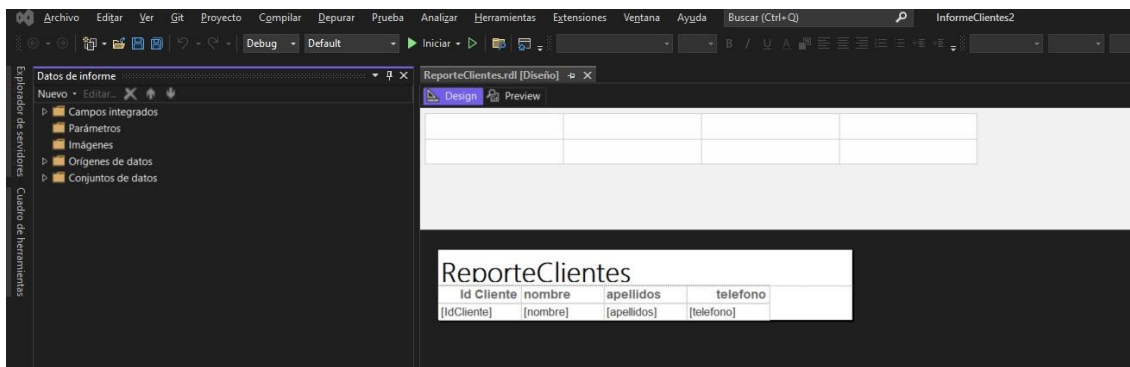 Archivo Editar Ver Git Proyecto Compilar Depurar Prueba Analizar Herramientas Extensiones Ventana Ayuda Buscar (Ctrl+Q) InformeClientes2
Debug Default Iniciar B I U A
Explorador de servidores
Cuadro de herramientas
Datos de informe
Nuevo Editar...
Campos integrados
Parámetros
Imágenes
Orígenes de datos
Conjuntos de datos
ReporteClientes.rdl [Diseño]
Design Preview
ReporteClientes
Id Cliente nombre apellidos telefono
[IdCliente] [nombre] [apellidos] [telefono]